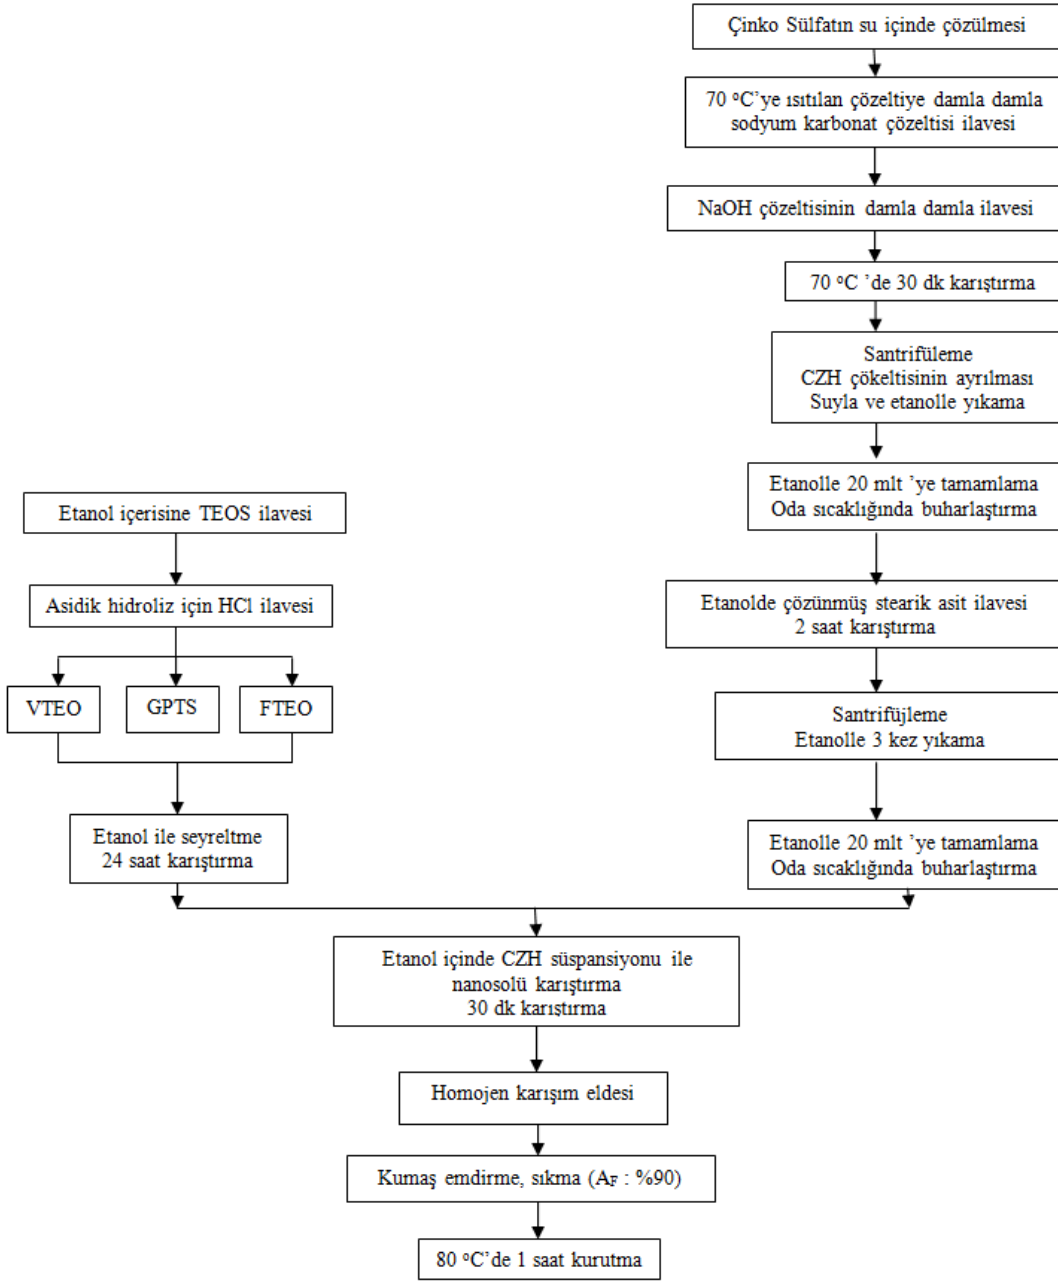 Çinko Sülfatın su içinde çözülmesi
70 ᵒC’ye ısıtılan çözeltiye damla damla
sodyum karbonat çözeltisi ilavesi
NaOH çözeltisinin damla damla ilavesi
70 ᵒC ’de 30 dk karıştırma
Santrifüleme
CZH çökeltisinin ayrılması
Suyla ve etanolle yıkama
Etanolle 20 mlt ’ye tamamlama
Oda sıcaklığında buharlaştırma
Etanolde çözünmüş stearik asit ilavesi
2 saat karıştırma
Santrifüjleme
Etanolle 3 kez yıkama
Etanolle 20 mlt ’ye tamamlama
Oda sıcaklığında buharlaştırma
Etanol içerisine TEOS ilavesi
Asidik hidroliz için HCl ilavesi
VTEO
GPTS
FTEO
Etanol ile seyreltme
24 saat karıştırma
Etanol içinde CZH süspansiyonu ile
nanosolü karıştırma
30 dk karıştırma
Homojen karışım eldesi
Kumaş emdirme, sıkma (AF : %90)
80 ᵒC’de 1 saat kurutma